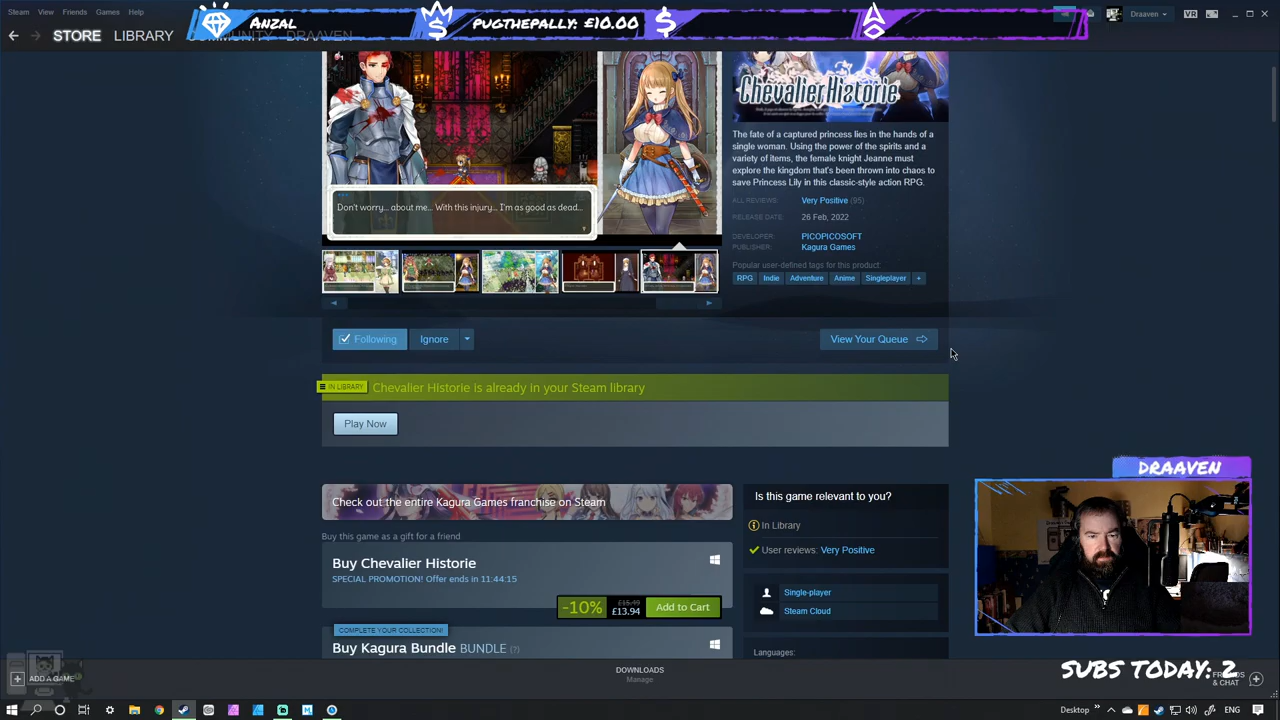 Steam View Friends Games Help
ANZAL
PUGTHEPALLY: £10.00
Draaven
STORE LIBRARY COMMUNITY DRAAVEN
Chevalier Historie
The fate of a captured princess lies in the hands of a
single woman. Using the power of the spirits and a
variety of items, the female knight Jeanne must
explore the kingdom that's been thrown into chaos to
save Princess Lily in this classic-style action RPG.
ALL REVIEWS: Very Positive (95)
RELEASE DATE: 26 Feb, 2022
DEVELOPER: PICOPICOSOFT
PUBLISHER: Kagura Games
Popular user-defined tags for this product:
RPG Indie Adventure Anime Singleplayer +
Don't worry... about me... With this injury... I'm as good as dead...
Following Ignore
View Your Queue
IN LIBRARY Chevalier Historie is already in your Steam library
Play Now
Check out the entire Kagura Games franchise on Steam
Buy this game as a gift for a friend
Buy Chevalier Historie
SPECIAL PROMOTION! Offer ends in 11:44:15
-10% £15.49 £13.94 Add to Cart
COMPLETE YOUR COLLECTION!
Buy Kagura Bundle BUNDLE (?)
Is this game relevant to you?
In Library
User reviews: Very Positive
Single-player
Steam Cloud
Languages:
DRAAVEN
SUBS TODAY: 2
ADD A GAME
DOWNLOADS
Manage
FRIENDS
& CHAT
Desktop
ENG